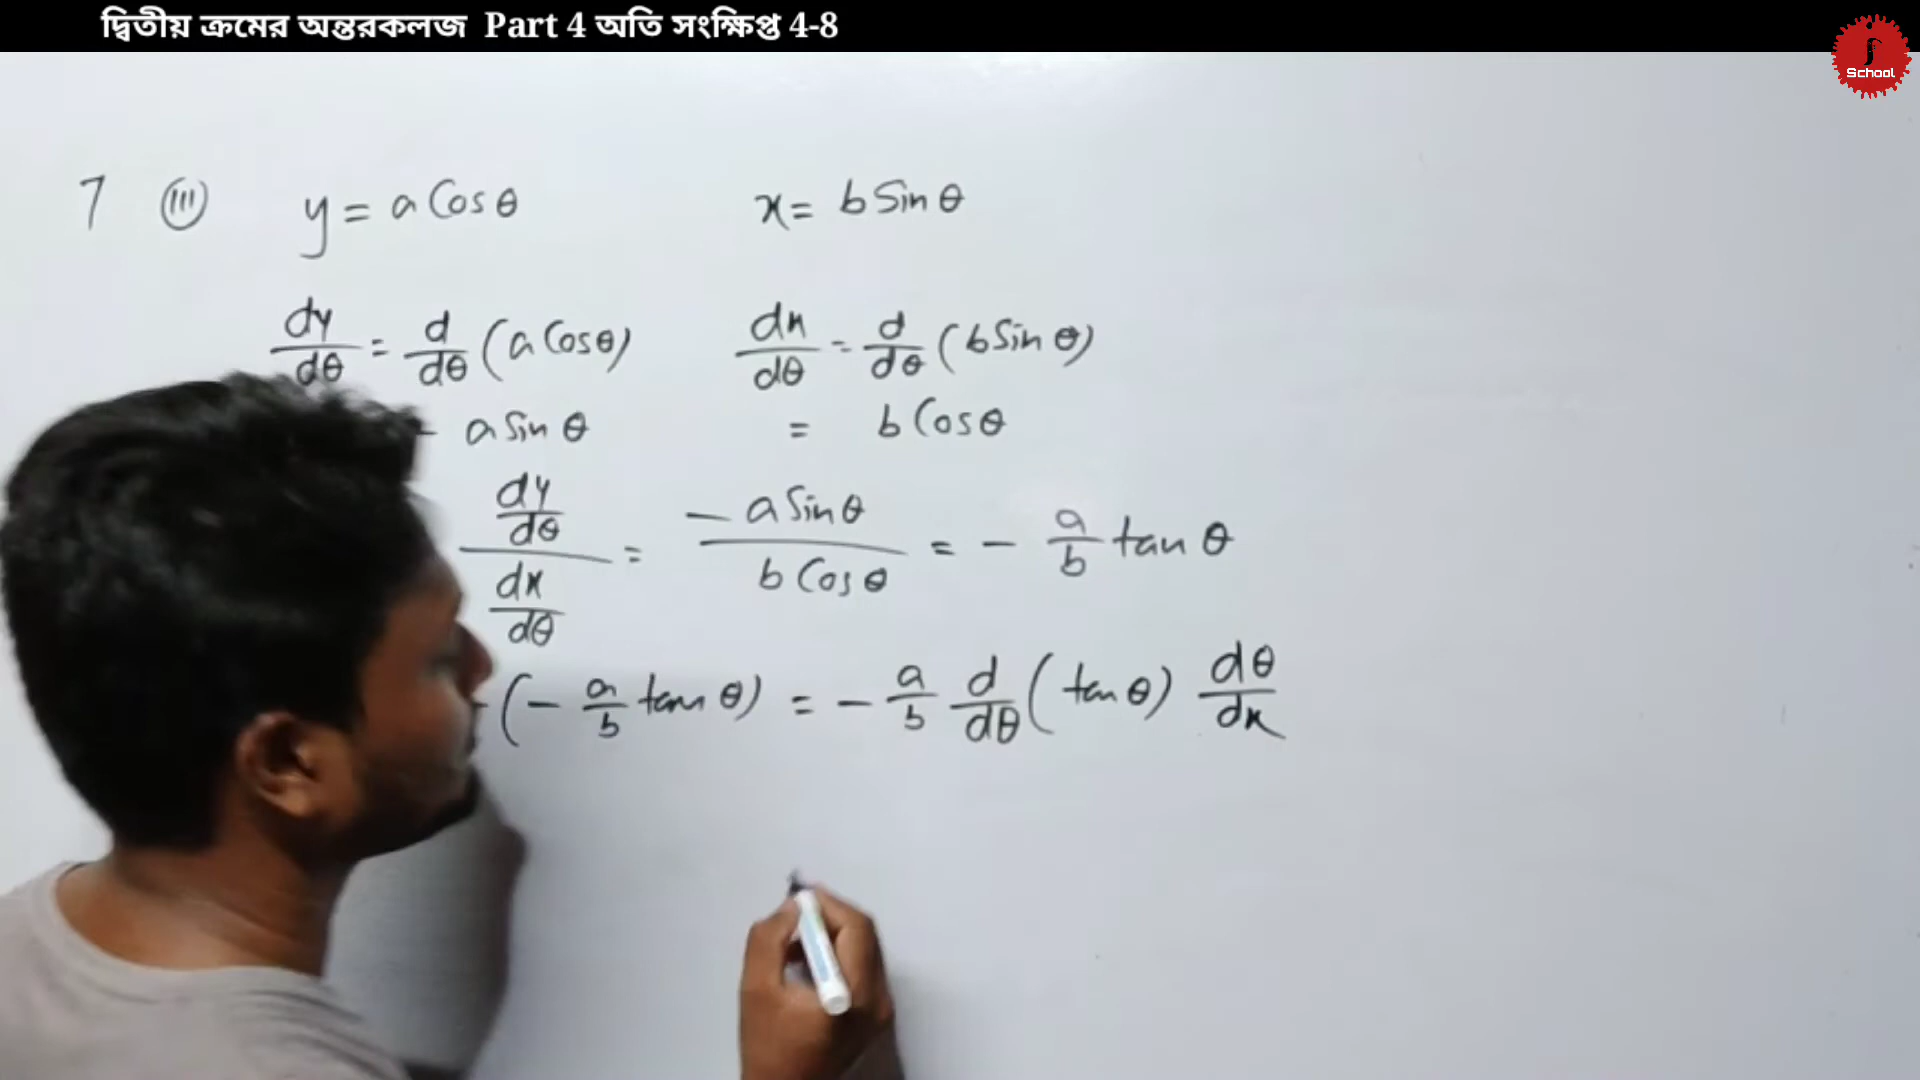 দ্বিতীয় ক্রমের অন্তরকলজ Part 4 অতি সংক্ষিপ্ত 4-8
School
7 (III) y = a Cos θ x = b Sin θ
dy/dθ = d/dθ (a Cos θ) dx/dθ = d/dθ (b Sin θ)
- a Sin θ = b Cos θ
(dy/dθ)/(dx/dθ) = - a Sin θ / b Cos θ = - a/b tan θ
(- a/b tan θ) = - a/b d/dθ (tan θ) dθ/dx